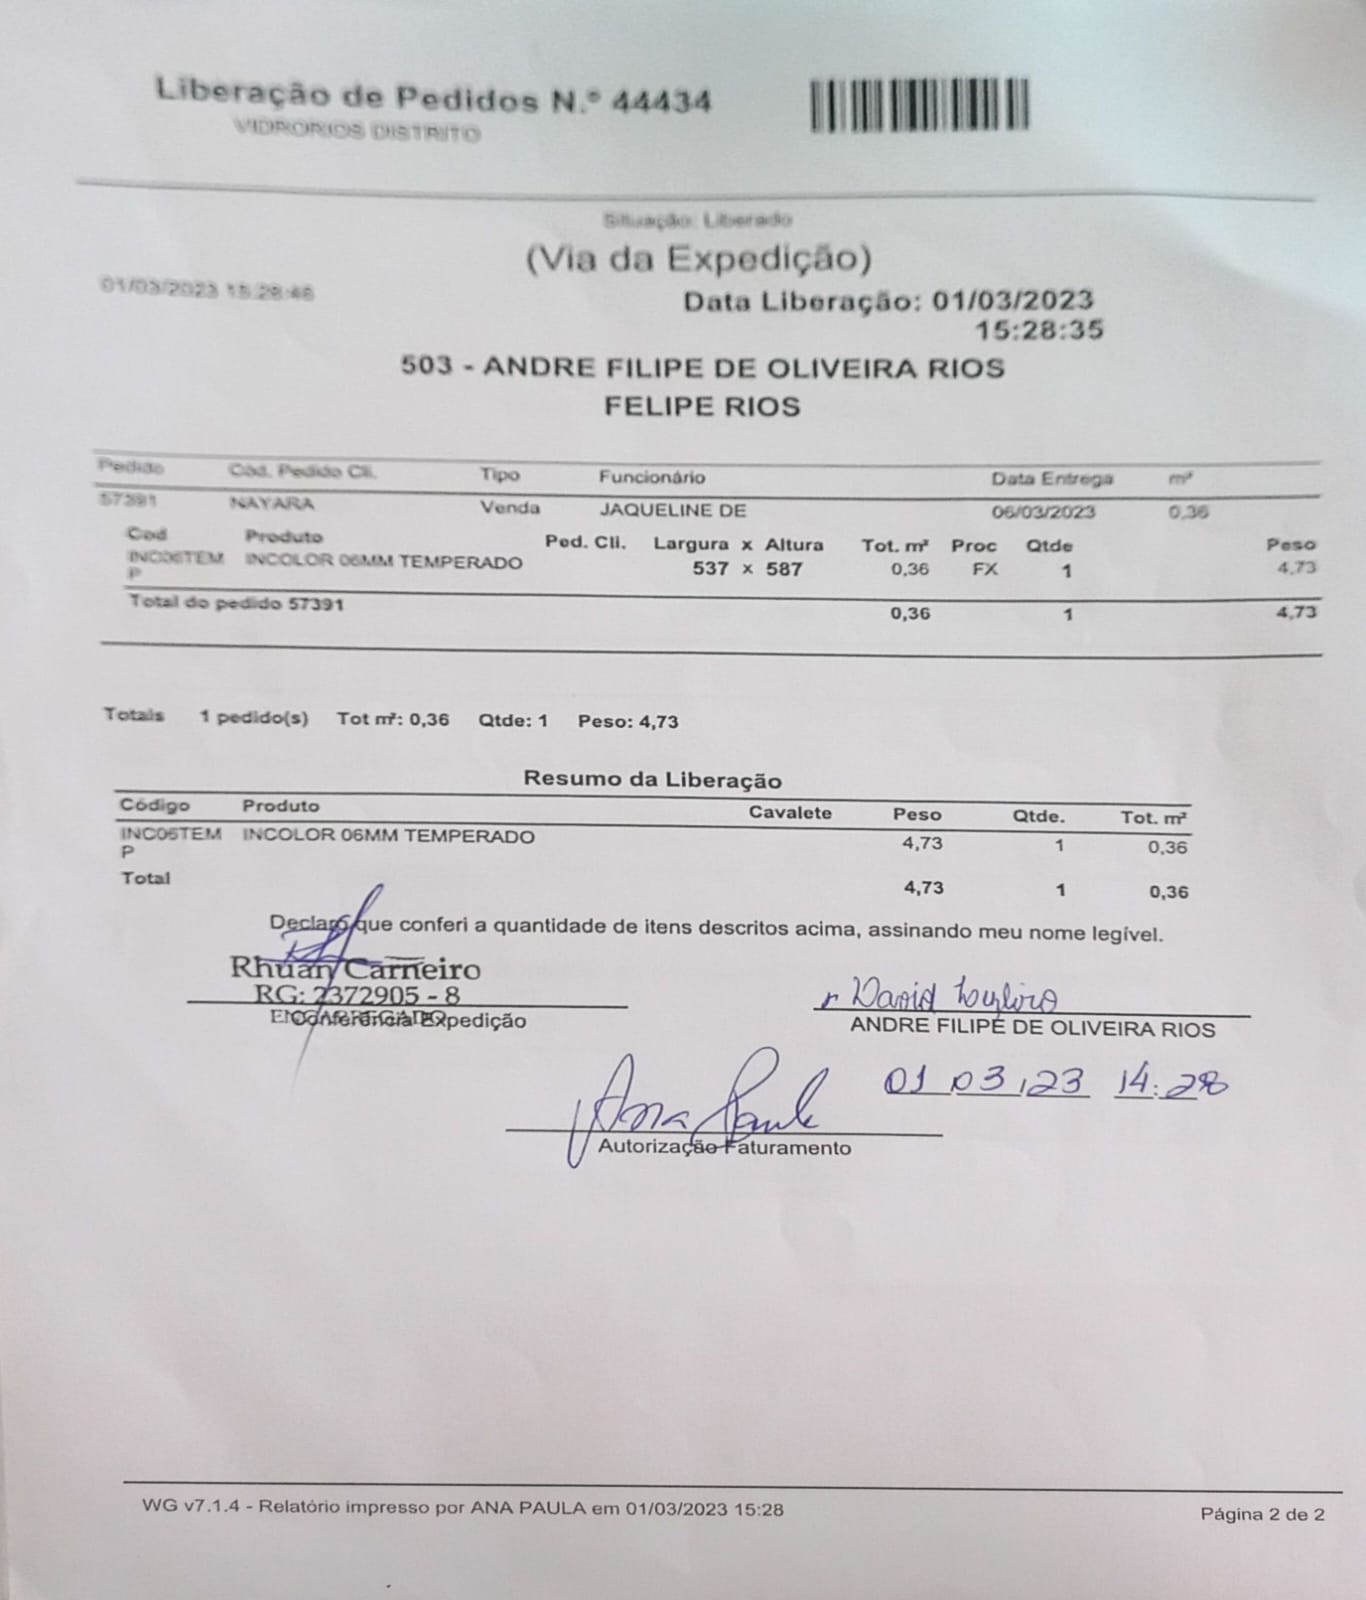 Liberação de Pedidos N.º 44434
VIDRORIOS DISTRITO
Situação: Liberado
(Via da Expedição)
01/03/2023 15:28:46
Data Liberação: 01/03/2023
15:28:35
503 - ANDRE FILIPE DE OLIVEIRA RIOS
FELIPE RIOS
Pedido Cód. Pedido Cli. Tipo Funcionário Data Entrega m²
57391 NAYARA Venda JAQUELINE DE 06/03/2023 0,36
Cod Produto Ped. Cli. Largura x Altura Tot. m² Proc Qtde Peso
INC06TEM INCOLOR 06MM TEMPERADO 537 x 587 0,36 FX 1 4,73
P
Total do pedido 57391 0,36 1 4,73
Totais 1 pedido(s) Tot m²: 0,36 Qtde: 1 Peso: 4,73
Resumo da Liberação
Código Produto Cavalete Peso Qtde. Tot. m²
INC06TEM INCOLOR 06MM TEMPERADO 4,73 1 0,36
P
Total 4,73 1 0,36
Declaro que conferi a quantidade de itens descritos acima, assinando meu nome legível.
Rhuan Carneiro
RG: 2372905 - 8
ENCARREGADO
Conferência Expedição
David
ANDRE FILIPE DE OLIVEIRA RIOS
01 03 23 14:28
Ana Paula
Autorização Faturamento
WG v7.1.4 - Relatório impresso por ANA PAULA em 01/03/2023 15:28
Página 2 de 2